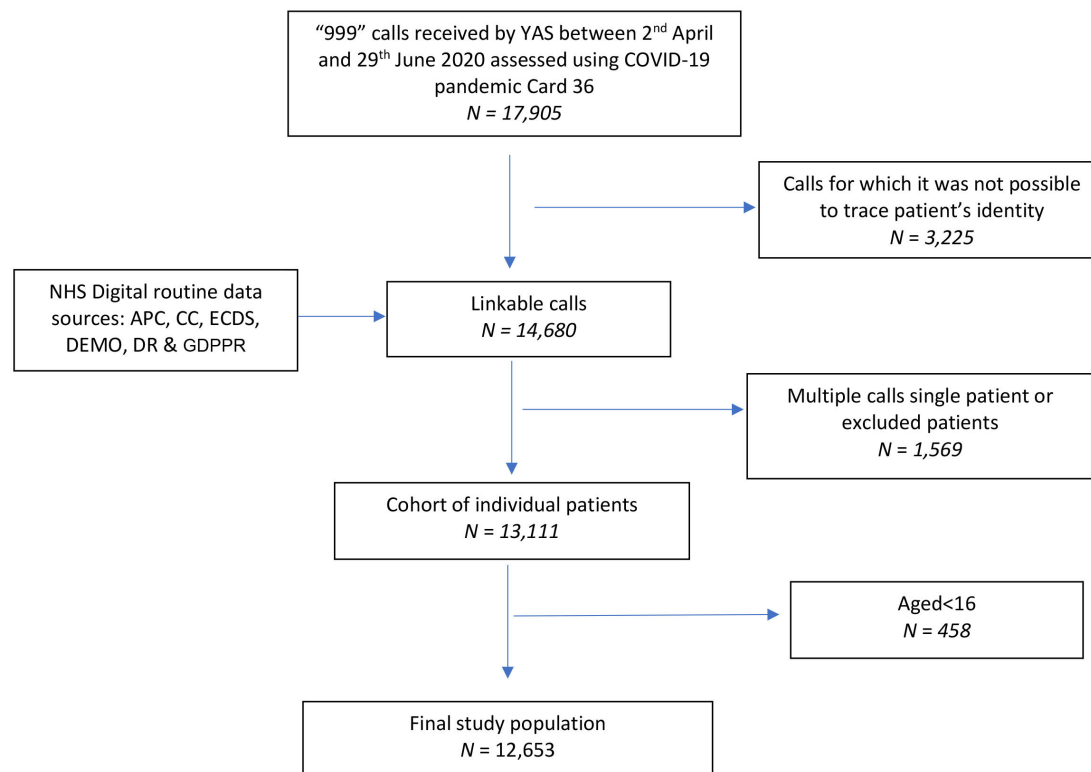 “999” calls received by YAS between 2nd April
and 29th June 2020 assessed using COVID-19
pandemic Card 36
N = 17,905
Calls for which it was not possible
to trace patient’s identity
N = 3,225
NHS Digital routine data
sources: APC, CC, ECDS,
DEMO, DR & GDPPR
Linkable calls
N = 14,680
Multiple calls single patient or
excluded patients
N = 1,569
Cohort of individual patients
N = 13,111
Aged<16
N = 458
Final study population
N = 12,653